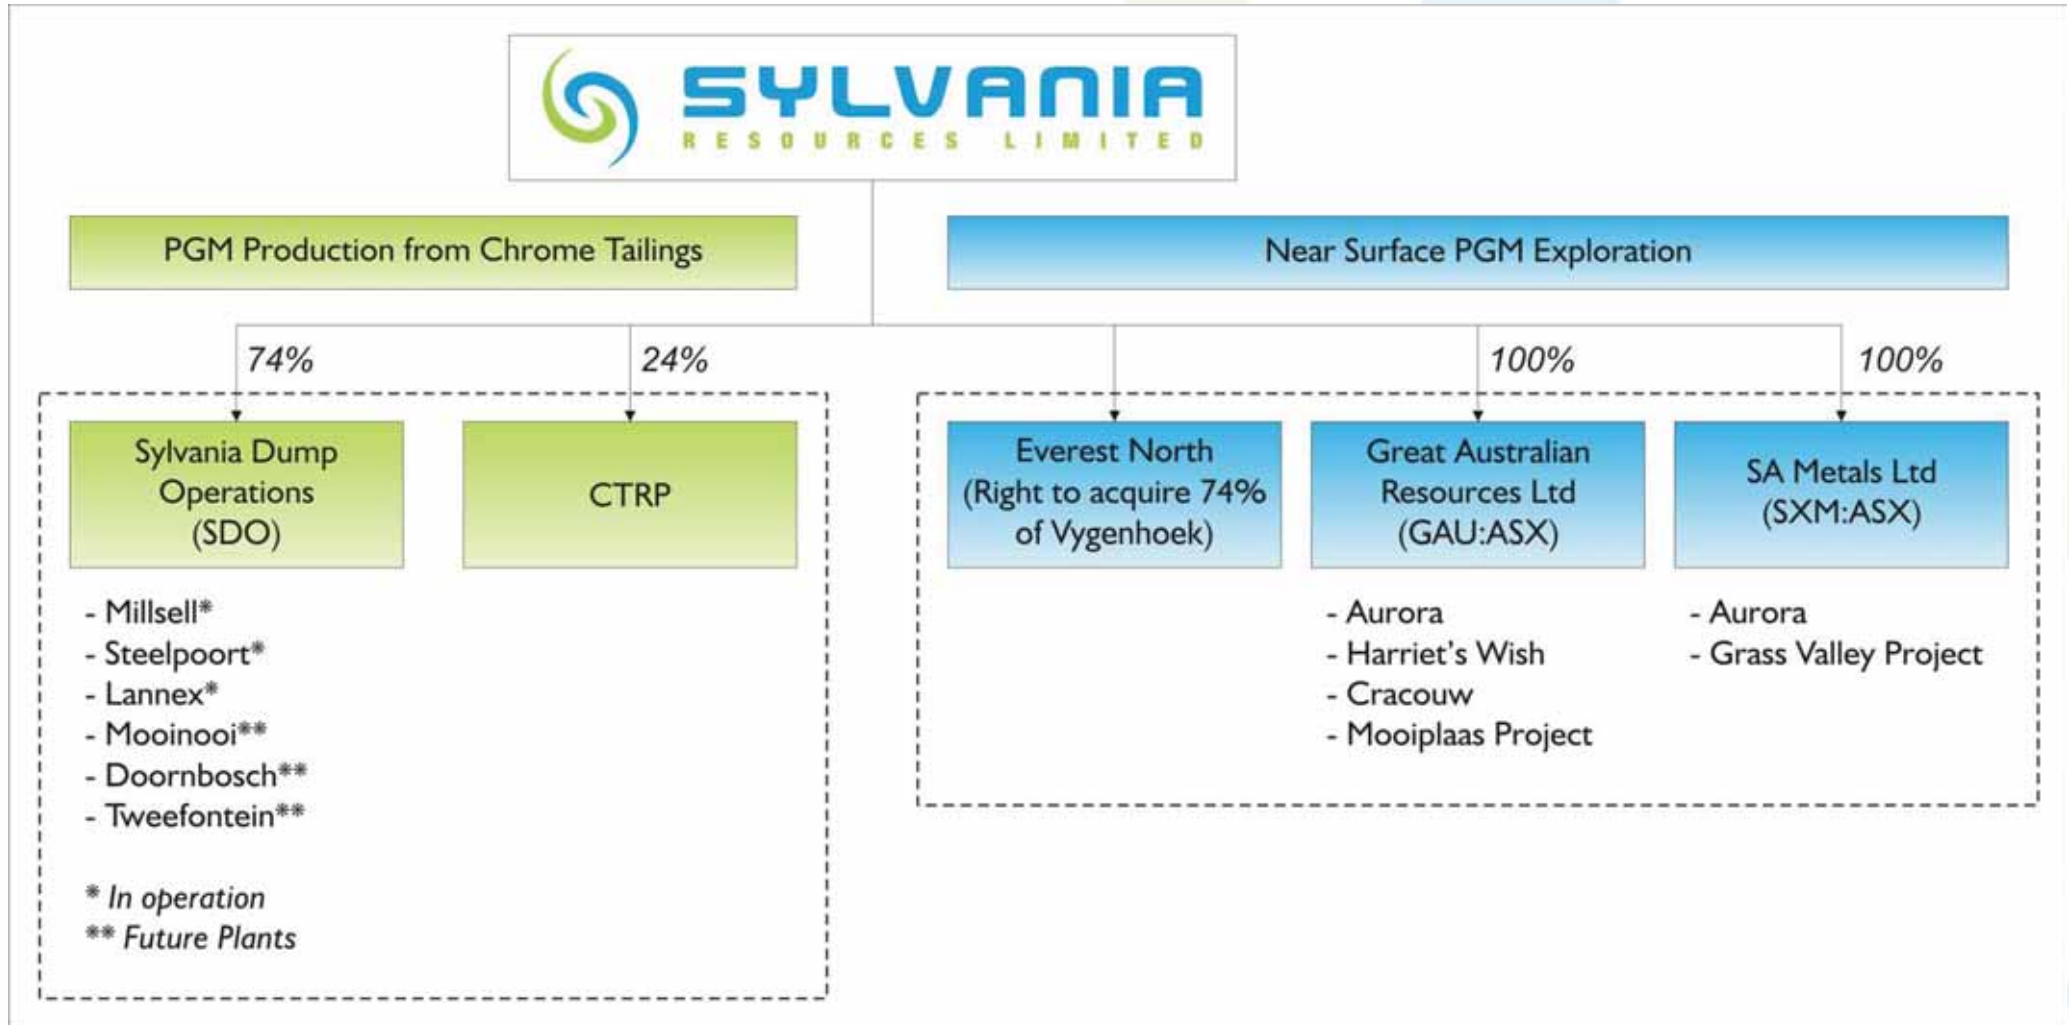 SYLVANIA
RESOURCES LIMITED
PGM Production from Chrome Tailings
Near Surface PGM Exploration
74%
24%
100%
100%
Sylvania Dump
Operations
(SDO)
CTRP
Everest North
(Right to acquire 74%
of Vygenhoek)
Great Australian
Resources Ltd
(GAU:ASX)
SA Metals Ltd
(SXM:ASX)
- Millsell*
- Steelpoort*
- Lannex*
- Mooinooi**
- Doornbosch**
- Tweefontein**
* In operation
** Future Plants
- Aurora
- Harriet's Wish
- Cracouw
- Mooiplaas Project
- Aurora
- Grass Valley Project